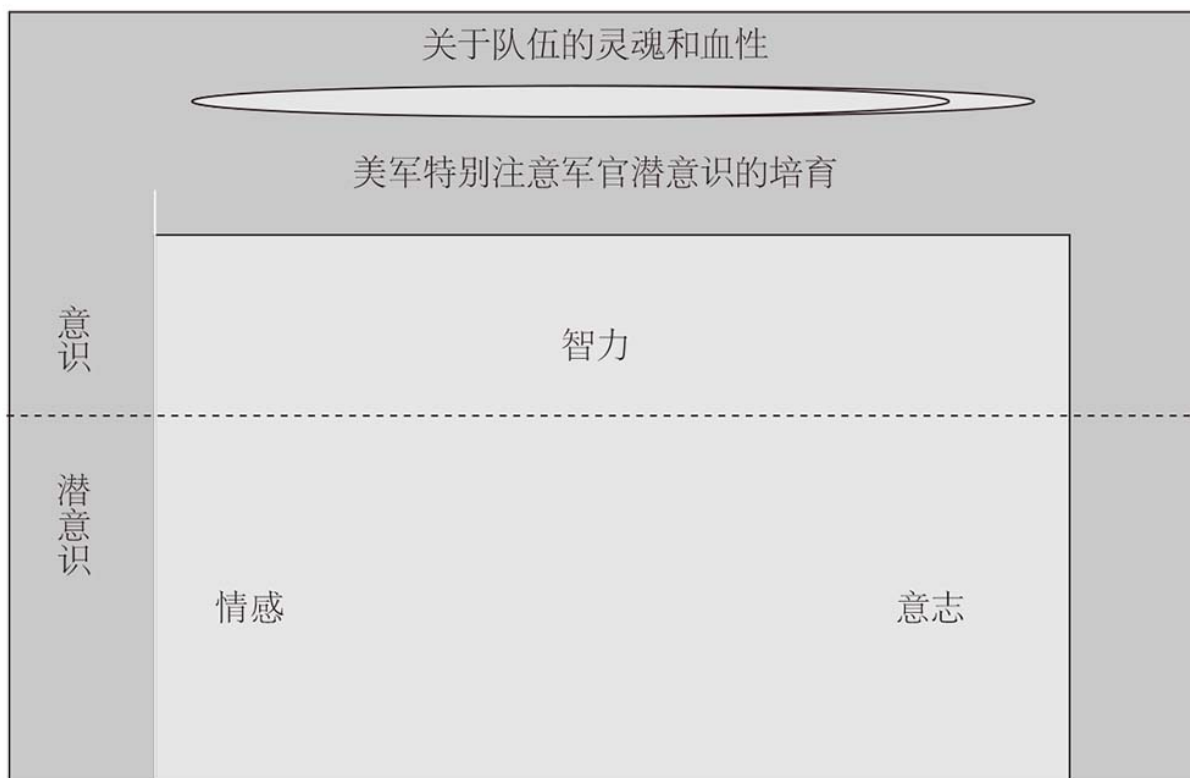 关于队伍的灵魂和血性
美军特别注意军官潜意识的培育
意识
智力
潜意识
情感
意志